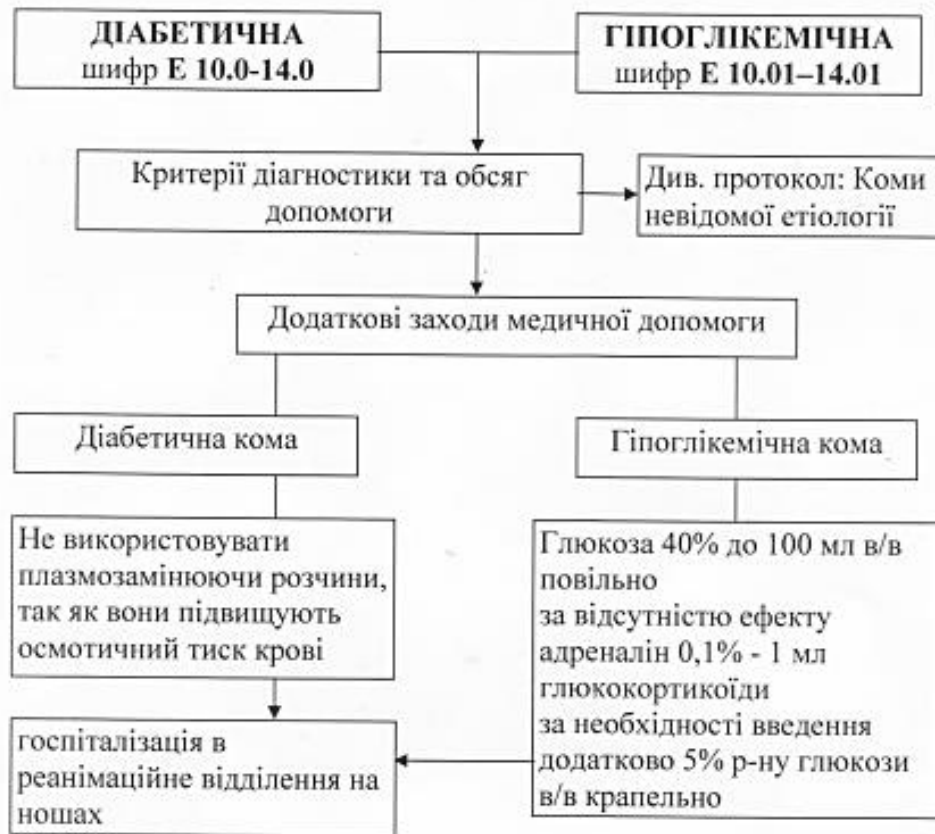 ДІАБЕТИЧНА
шифр Е 10.0-14.0
ГІПОГЛІКЕМІЧНА
шифр Е 10.01–14.01
Критерії діагностики та обсяг
допомоги
Див. протокол: Коми
невідомої етіології
Додаткові заходи медичної допомоги
Діабетична кома
Гіпоглікемічна кома
Не використовувати
плазмозамінюючи розчини,
так як вони підвищують
осмотичний тиск крові
Глюкоза 40% до 100 мл в/в
повільно
за відсутністю ефекту
адреналін 0,1% - 1 мл
глюкокортикоїди
за необхідності введення
додатково 5% р-ну глюкози
в/в крапельно
госпіталізація в
реанімаційне відділення на
ношах